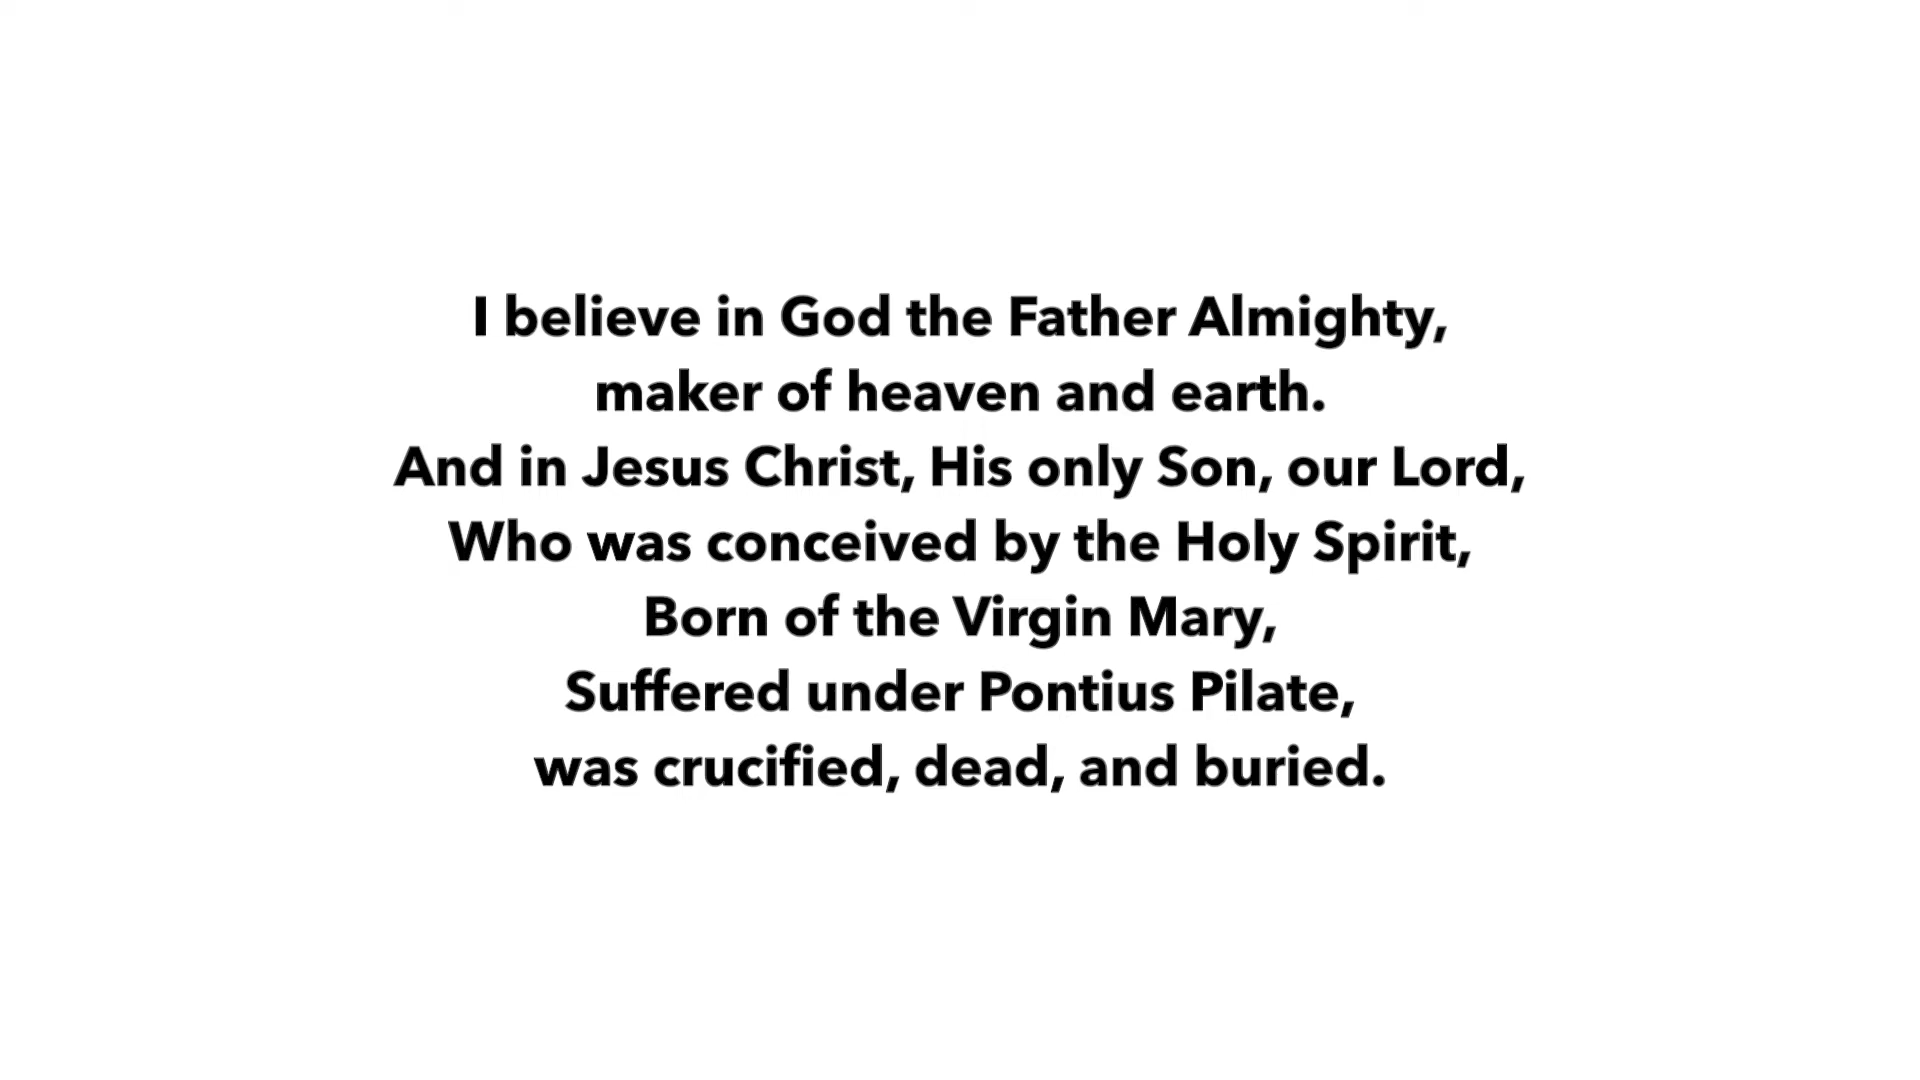 I believe in God the Father Almighty,
maker of heaven and earth.
And in Jesus Christ, His only Son, our Lord,
Who was conceived by the Holy Spirit,
Born of the Virgin Mary,
Suffered under Pontius Pilate,
was crucified, dead, and buried.